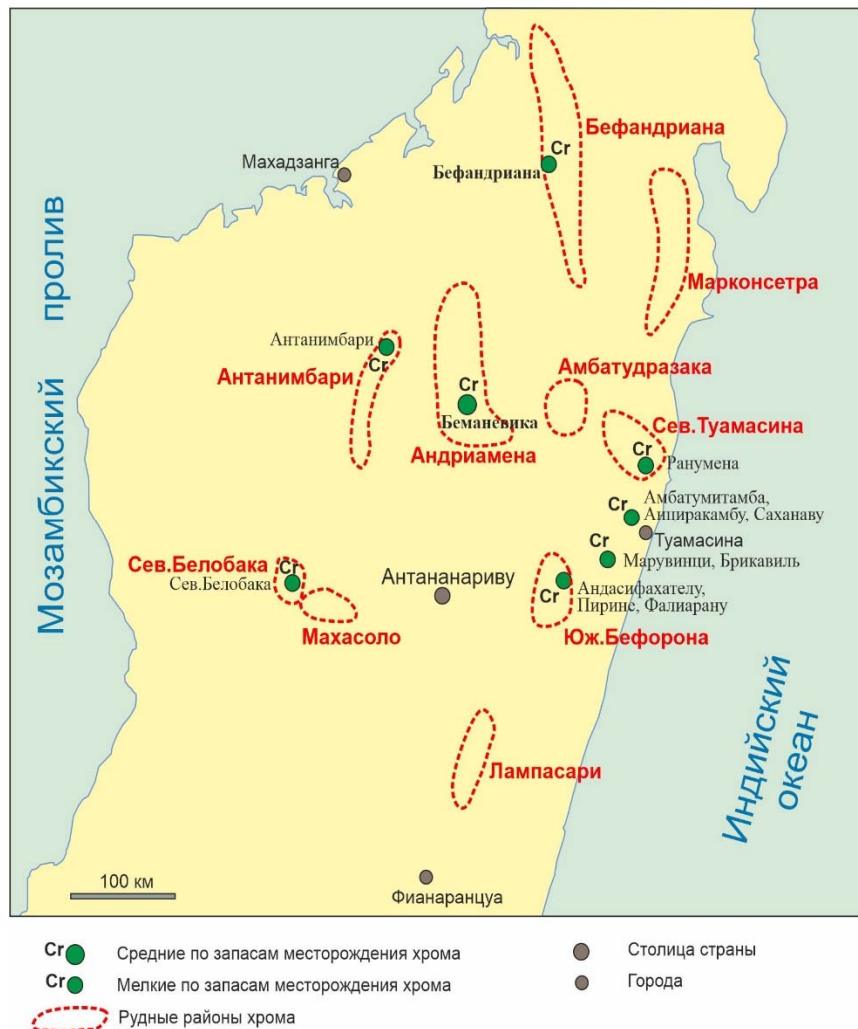 Бефандриана
Cr
Бефандриана
Махадзанга
Мозамбикский пролив
Марконсетра
Антанимбари
Cr
Антанимбари
Cr
Беманевика
Андриамена
Амбатудразака
Сев.Туамасина
Cr
Ранумена
Cr
Амбатумитамба,
Анпиракамбу, Саханаву
Туамасина
Cr
Марувинци, Брикавиль
Сев.Белобака
Cr
Сев.Белобака
Махасоло
Антананариву
Cr
Андасифахателу,
Пирине, Фалиарану
Юж.Бефорона
Индийский
океан
Лампасари
100 км
Фианаранцуа
Cr Средние по запасам месторождения хрома
Cr Мелкие по запасам месторождения хрома
Рудные районы хрома
Столица страны
Города